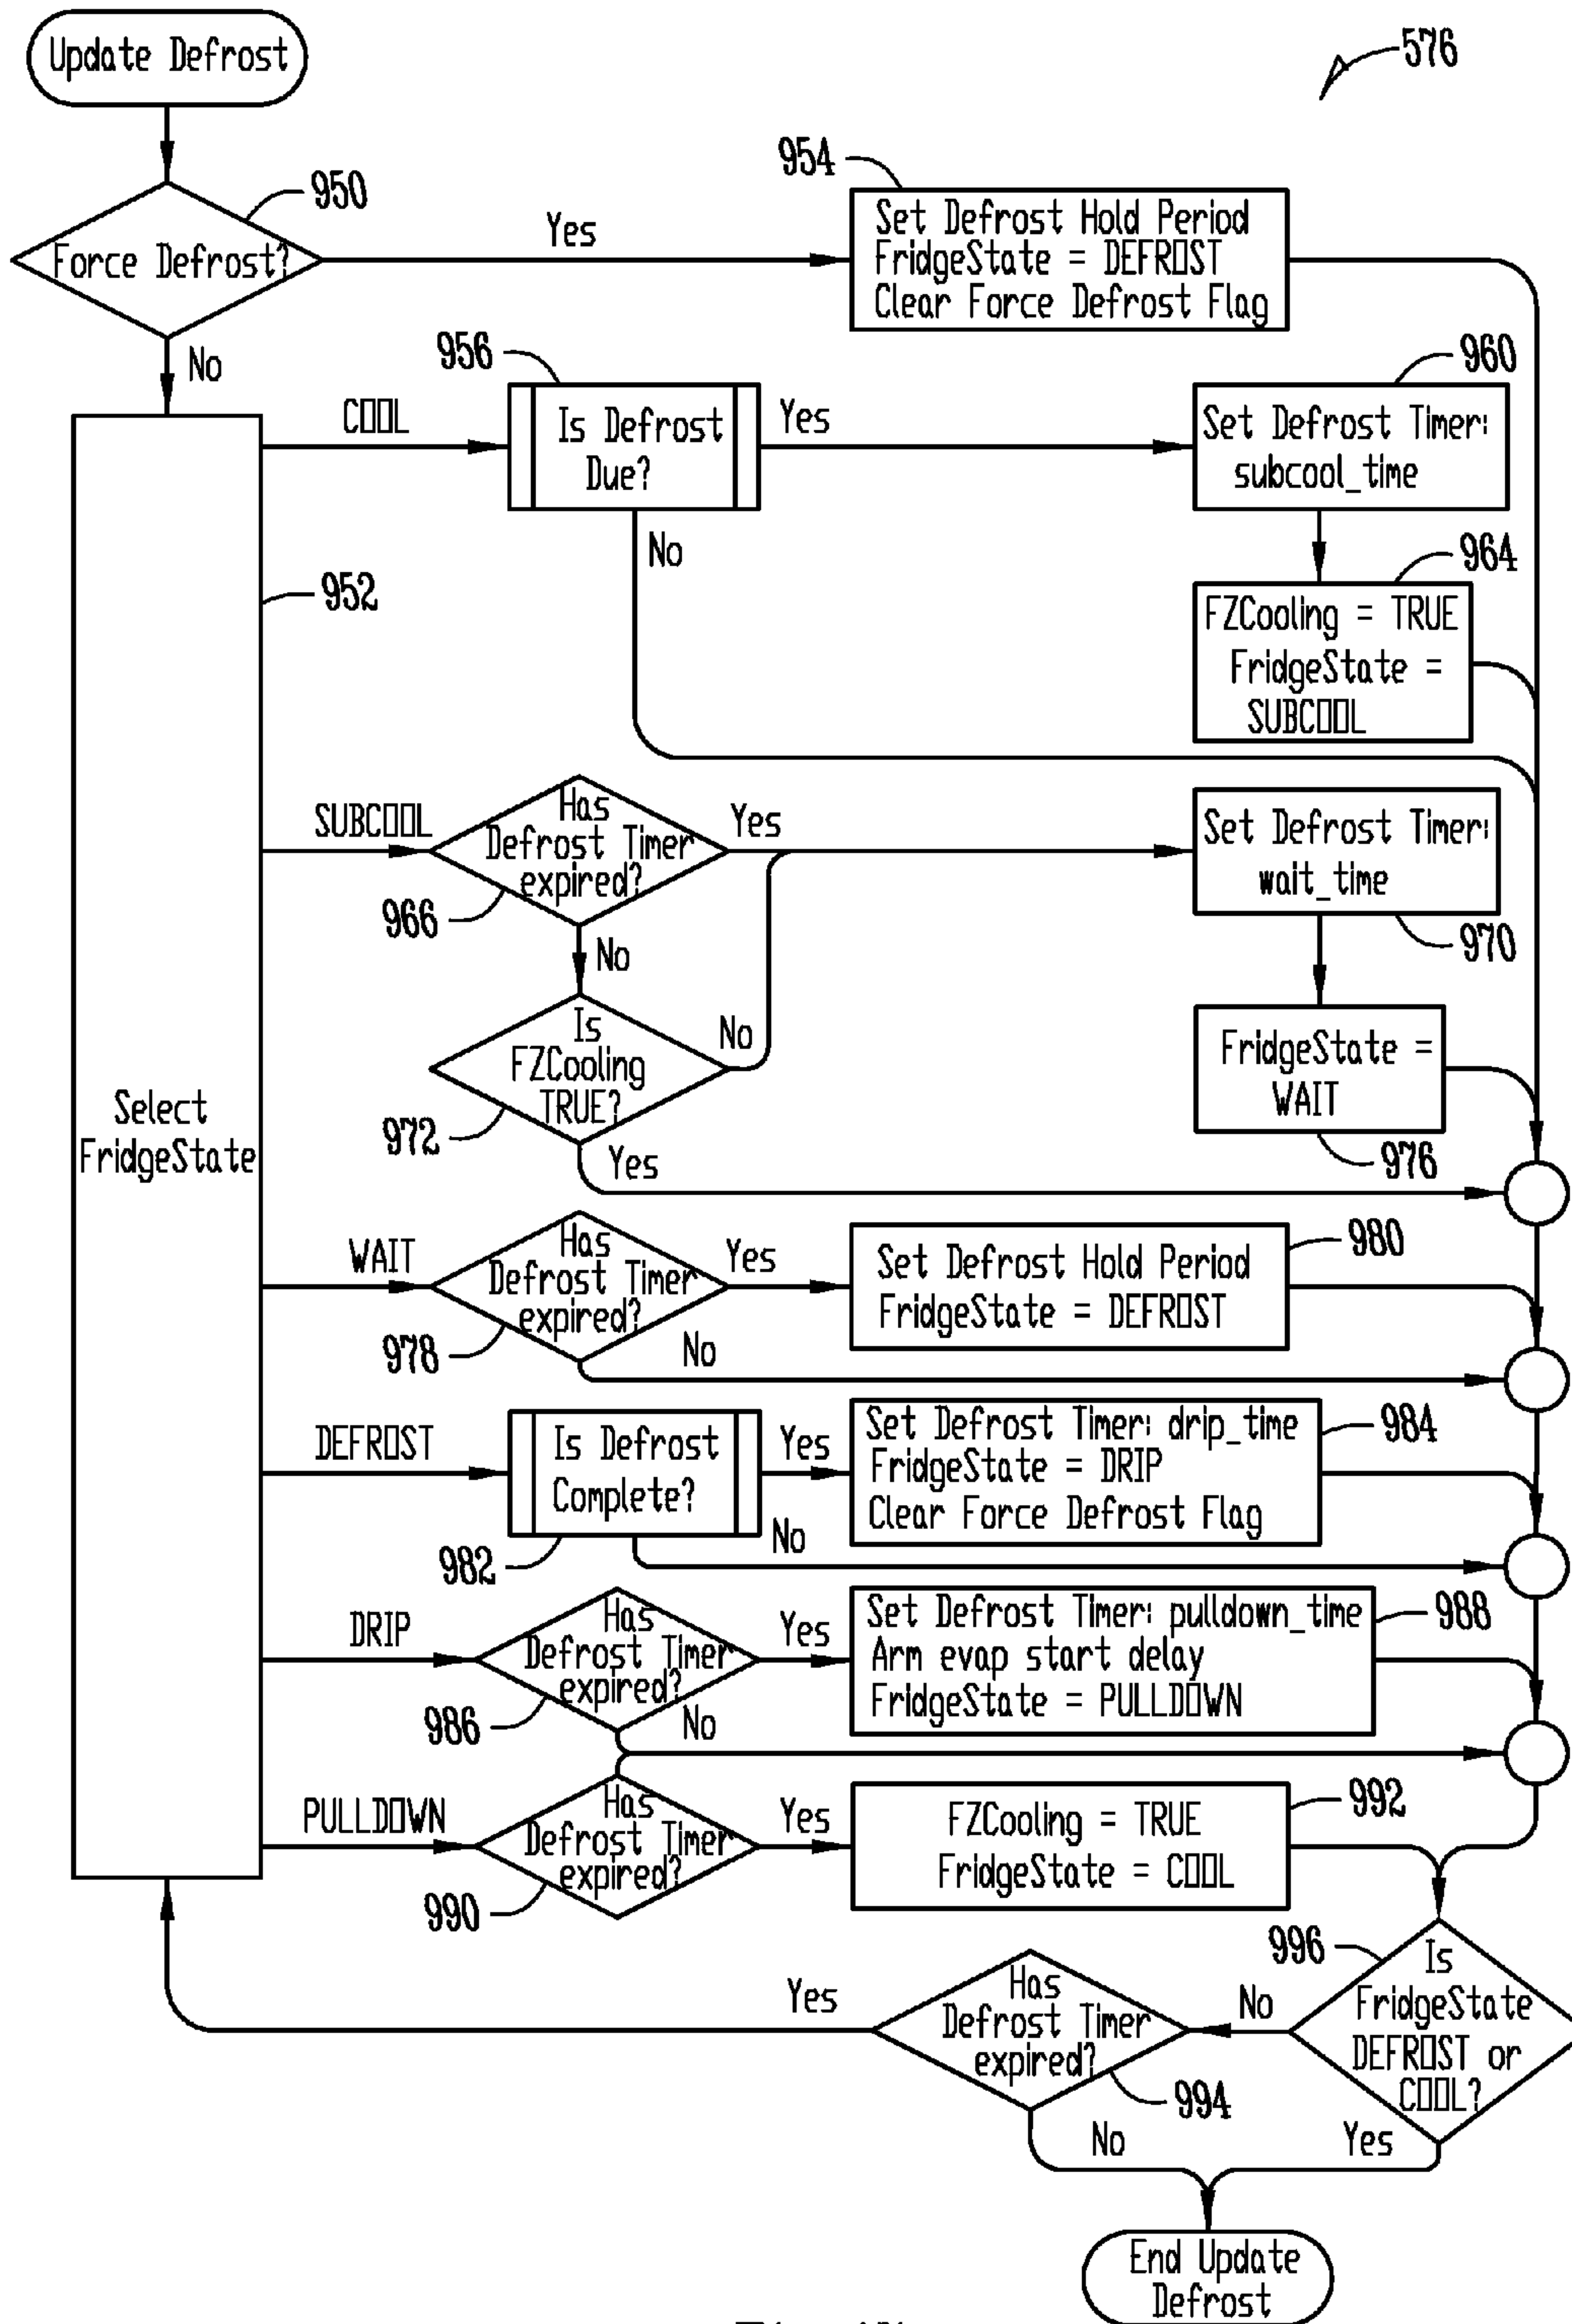 Update Defrost
576
954
950
Force Defrost?
Yes
Set Defrost Hold Period
FridgeState = DEFROST
Clear Force Defrost Flag
No
956
960
COOL
Is Defrost
Due?
Yes
Set Defrost Timer:
subcool_time
No
964
952
FZCooling = TRUE
FridgeState =
SUBCOOL
SUBCOOL
Has
Defrost Timer
expired?
Yes
Set Defrost Timer:
wait_time
966
970
No
Is
FZCooling
TRUE?
No
FridgeState =
WAIT
972
976
Yes
Select
FridgeState
WAIT
Has
Defrost Timer
expired?
Yes
Set Defrost Hold Period
FridgeState = DEFROST
980
978
No
DEFROST
Is Defrost
Complete?
Yes
Set Defrost Timer: drip_time
FridgeState = DRIP
Clear Force Defrost Flag
984
982
No
DRIP
Has
Defrost Timer
expired?
Yes
Set Defrost Timer: pulldown_time
Arm evap start delay
FridgeState = PULLDOWN
988
986
No
PULLDOWN
Has
Defrost Timer
expired?
Yes
FZCooling = TRUE
FridgeState = COOL
992
990
996
Is
FridgeState
DEFROST or
COOL?
No
Has
Defrost Timer
expired?
Yes
994
No
Yes
End Update
Defrost